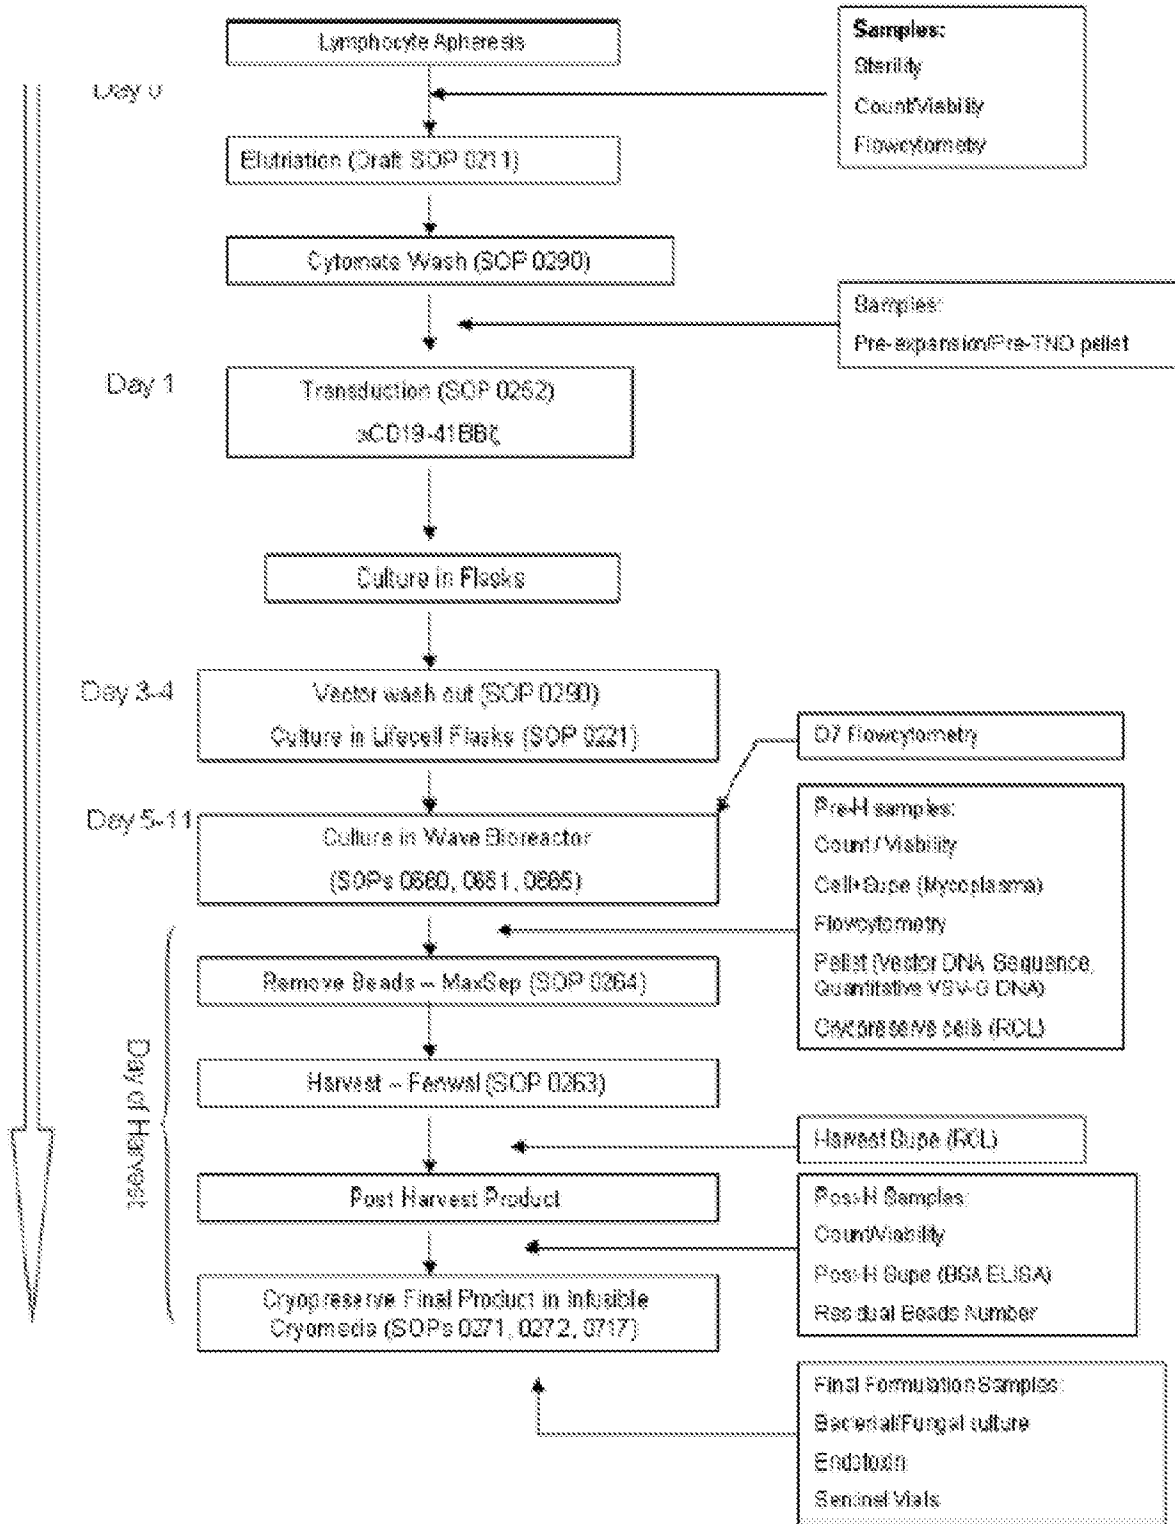 Lymphocyte Apheresis
Samples:
Sterility
Count/Viability
Flowcytometry
Day 0
Elutriation (Draft SOP 0211)
Cytomate Wash (SOP 0290)
Samples:
Pre-expansion/Pre-TND pellet
Day 1
Transduction (SOP 0252)
αCD19-41BBζ
Culture in Flasks
Day 3-4
Vector wash out (SOP 0290)
Culture in Lifecell Flasks (SOP 0221)
D7 Flowcytometry
Day 5-11
Culture in Wave Bioreactor
(SOPs
Pre-H samples:
Count / Viability
Cell+Supe (Mycoplasma)
Flowcytometry
Pellet (Vector DNA Sequence,
Quantitative VSV-G DNA)
Cryopreserve cells (RCL)
Day of Harvest
Remove Beads – MaxSep (SOP 0264)
Harvest – Fenwal (SOP 0263)
Harvest Supe (RCL)
Post Harvest Product
Post-H Samples:
Count/Viability
Post-H Supe (BSA ELISA)
Residual Beads Number
Cryopreserve Final Product in Infusible
Cryomedia (SOPs 0271, 0272, 0717)
Final Formulation Samples:
Bacterial/Fungal culture
Endotoxin
Sentinel Vials